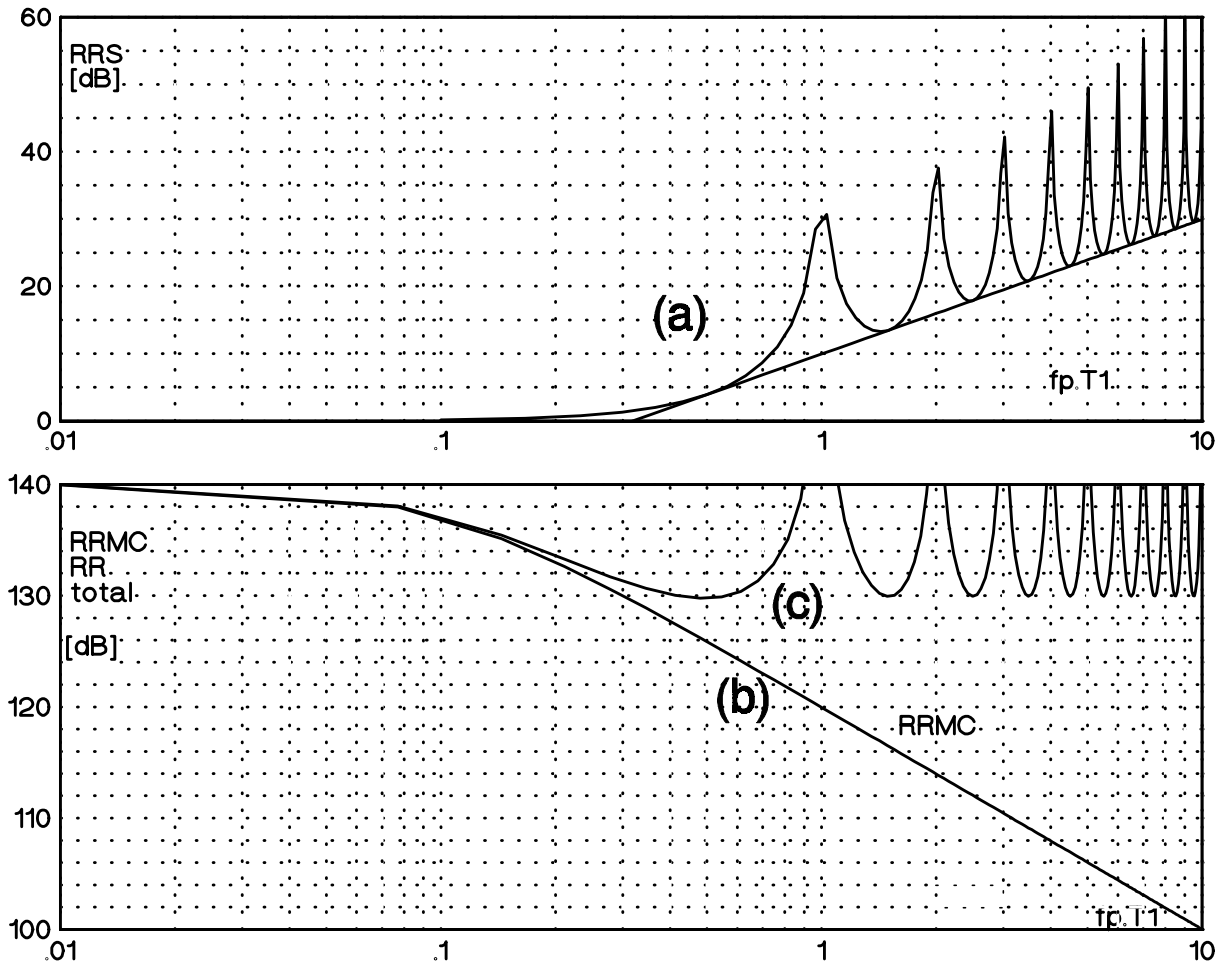 60
RRS
[dB]
40
(a)
20
fp.T1
0
.01 .1 1 10
140
RRMC
RR
total
130
(c)
[dB]
120
(b)
RRMC
110
100
fp.T1
.01 .1 1 10